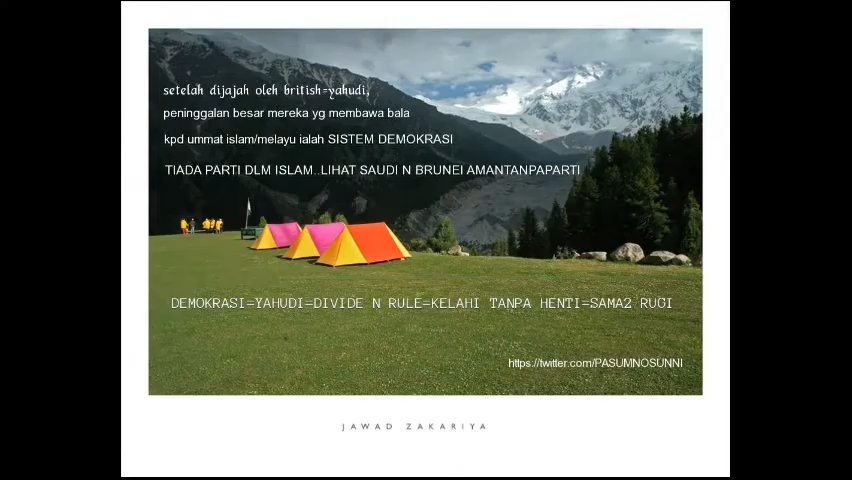 setelah dijajah oleh british-yahudi,
peninggalan besar mereka yg membawa bala
kpd ummat islam/melayu ialah SISTEM DEMOKRASI
TIADA PARTI DLM ISLAM..LIHAT SAUDI N BRUNEI AMANTANPAPARTI
DEMOKRASI=YAHUDI=DIVIDE N RULE=KELAHI TANPA HENTI=SAMA2 RUGI
https://twitter.com/PASUMNOSUNNI
JAWAD ZAKARIYA